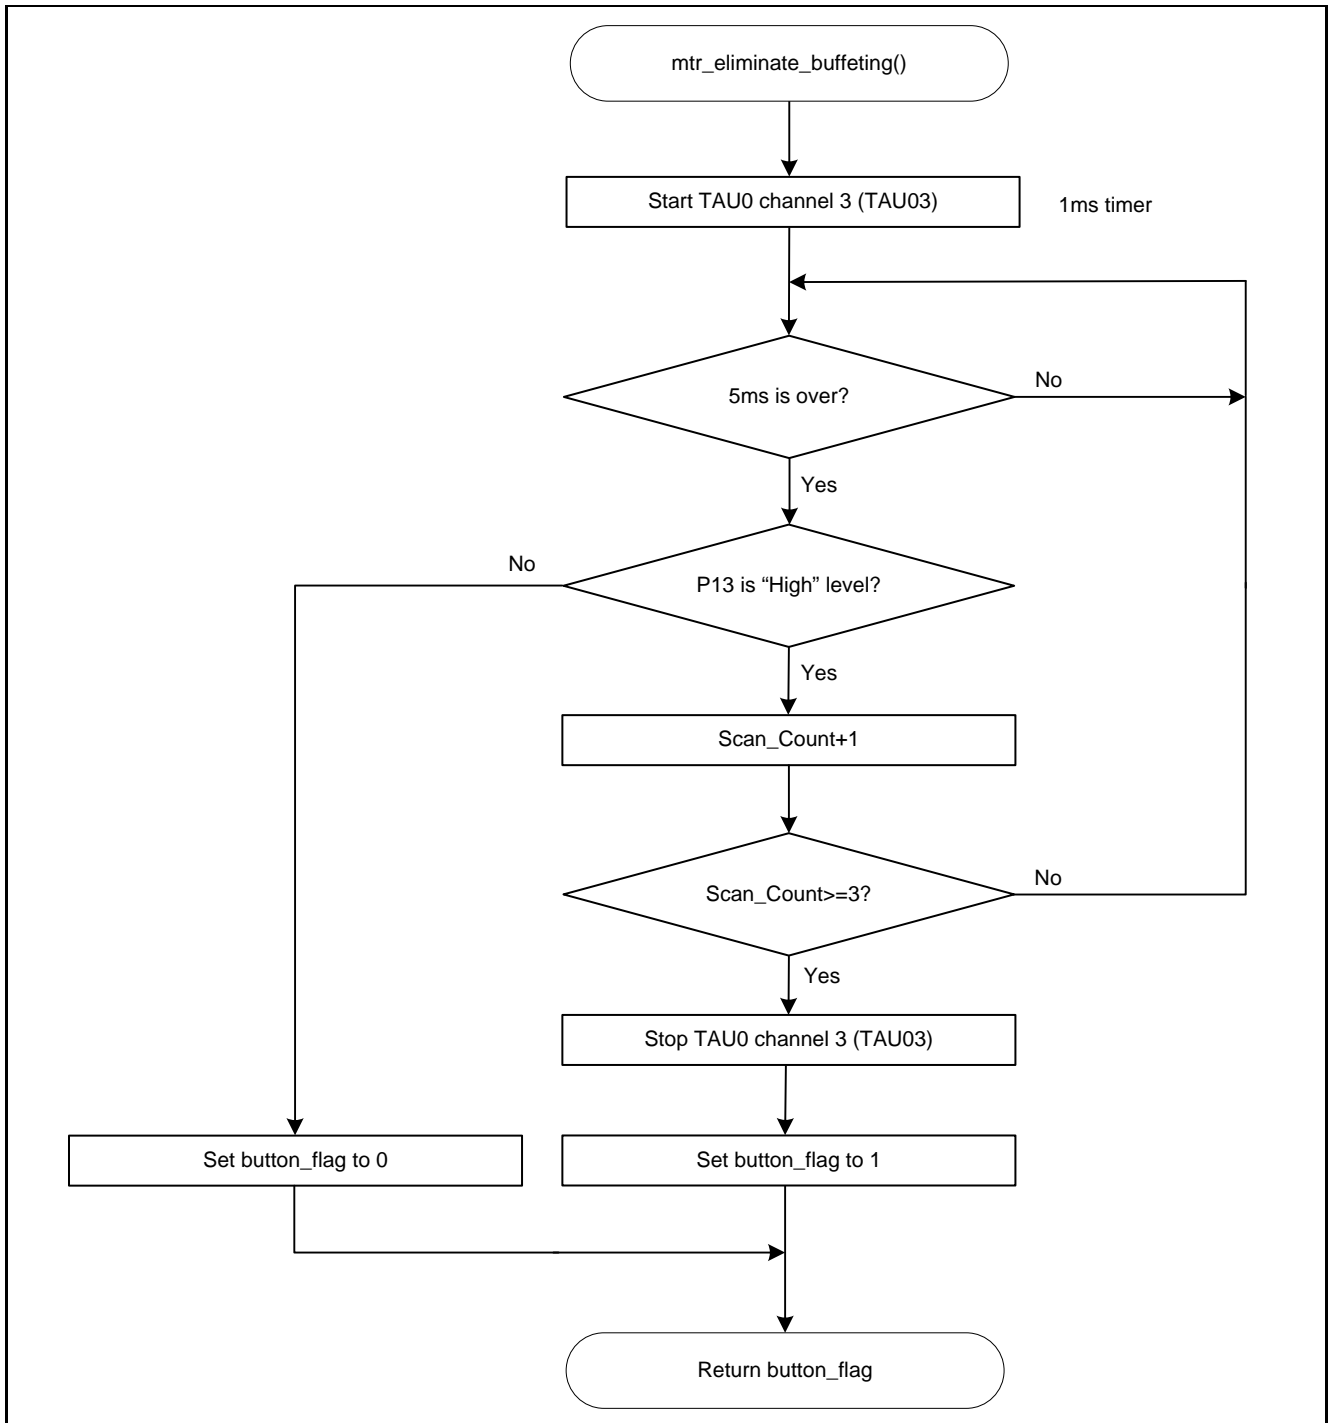 mtr_eliminate_buffeting()
Start TAU0 channel 3 (TAU03)
1ms timer
5ms is over?
No
Yes
No
P13 is “High” level?
Yes
Scan_Count+1
Scan_Count>=3?
No
Yes
Stop TAU0 channel 3 (TAU03)
Set button_flag to 0
Set button_flag to 1
Return button_flag